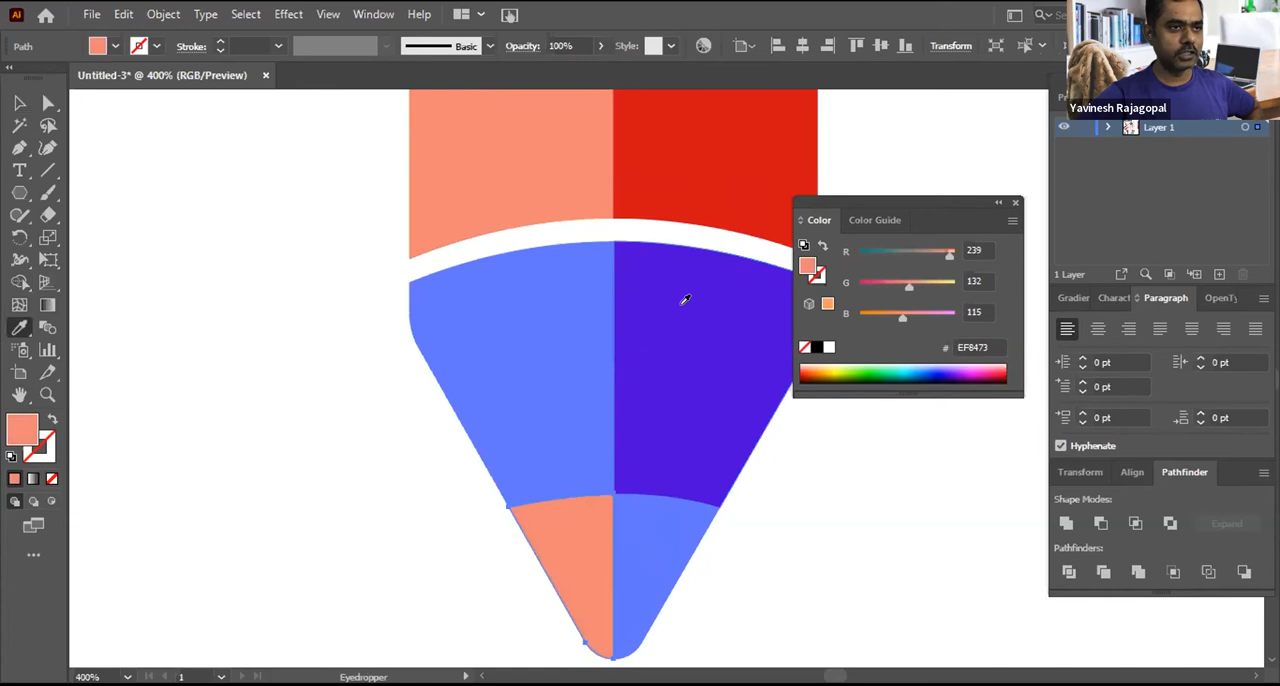 Ai File Edit Object Type Select Effect View Window Help
Yavinesh Rajagopal
Path Stroke: Basic Opacity: 100% Style: Transform
Untitled-3* @ 400% (RGB/Preview) ×
Layer 1
Color Color Guide
R 239
G 132
B 115
# EF8473
1 Layer
Gradier Charact Paragraph OpenTy
0 pt 0 pt
0 pt
0 pt 0 pt
Hyphenate
Transform Align Pathfinder
Shape Modes:
Expand
Pathfinders:
400% 1 Eyedropper